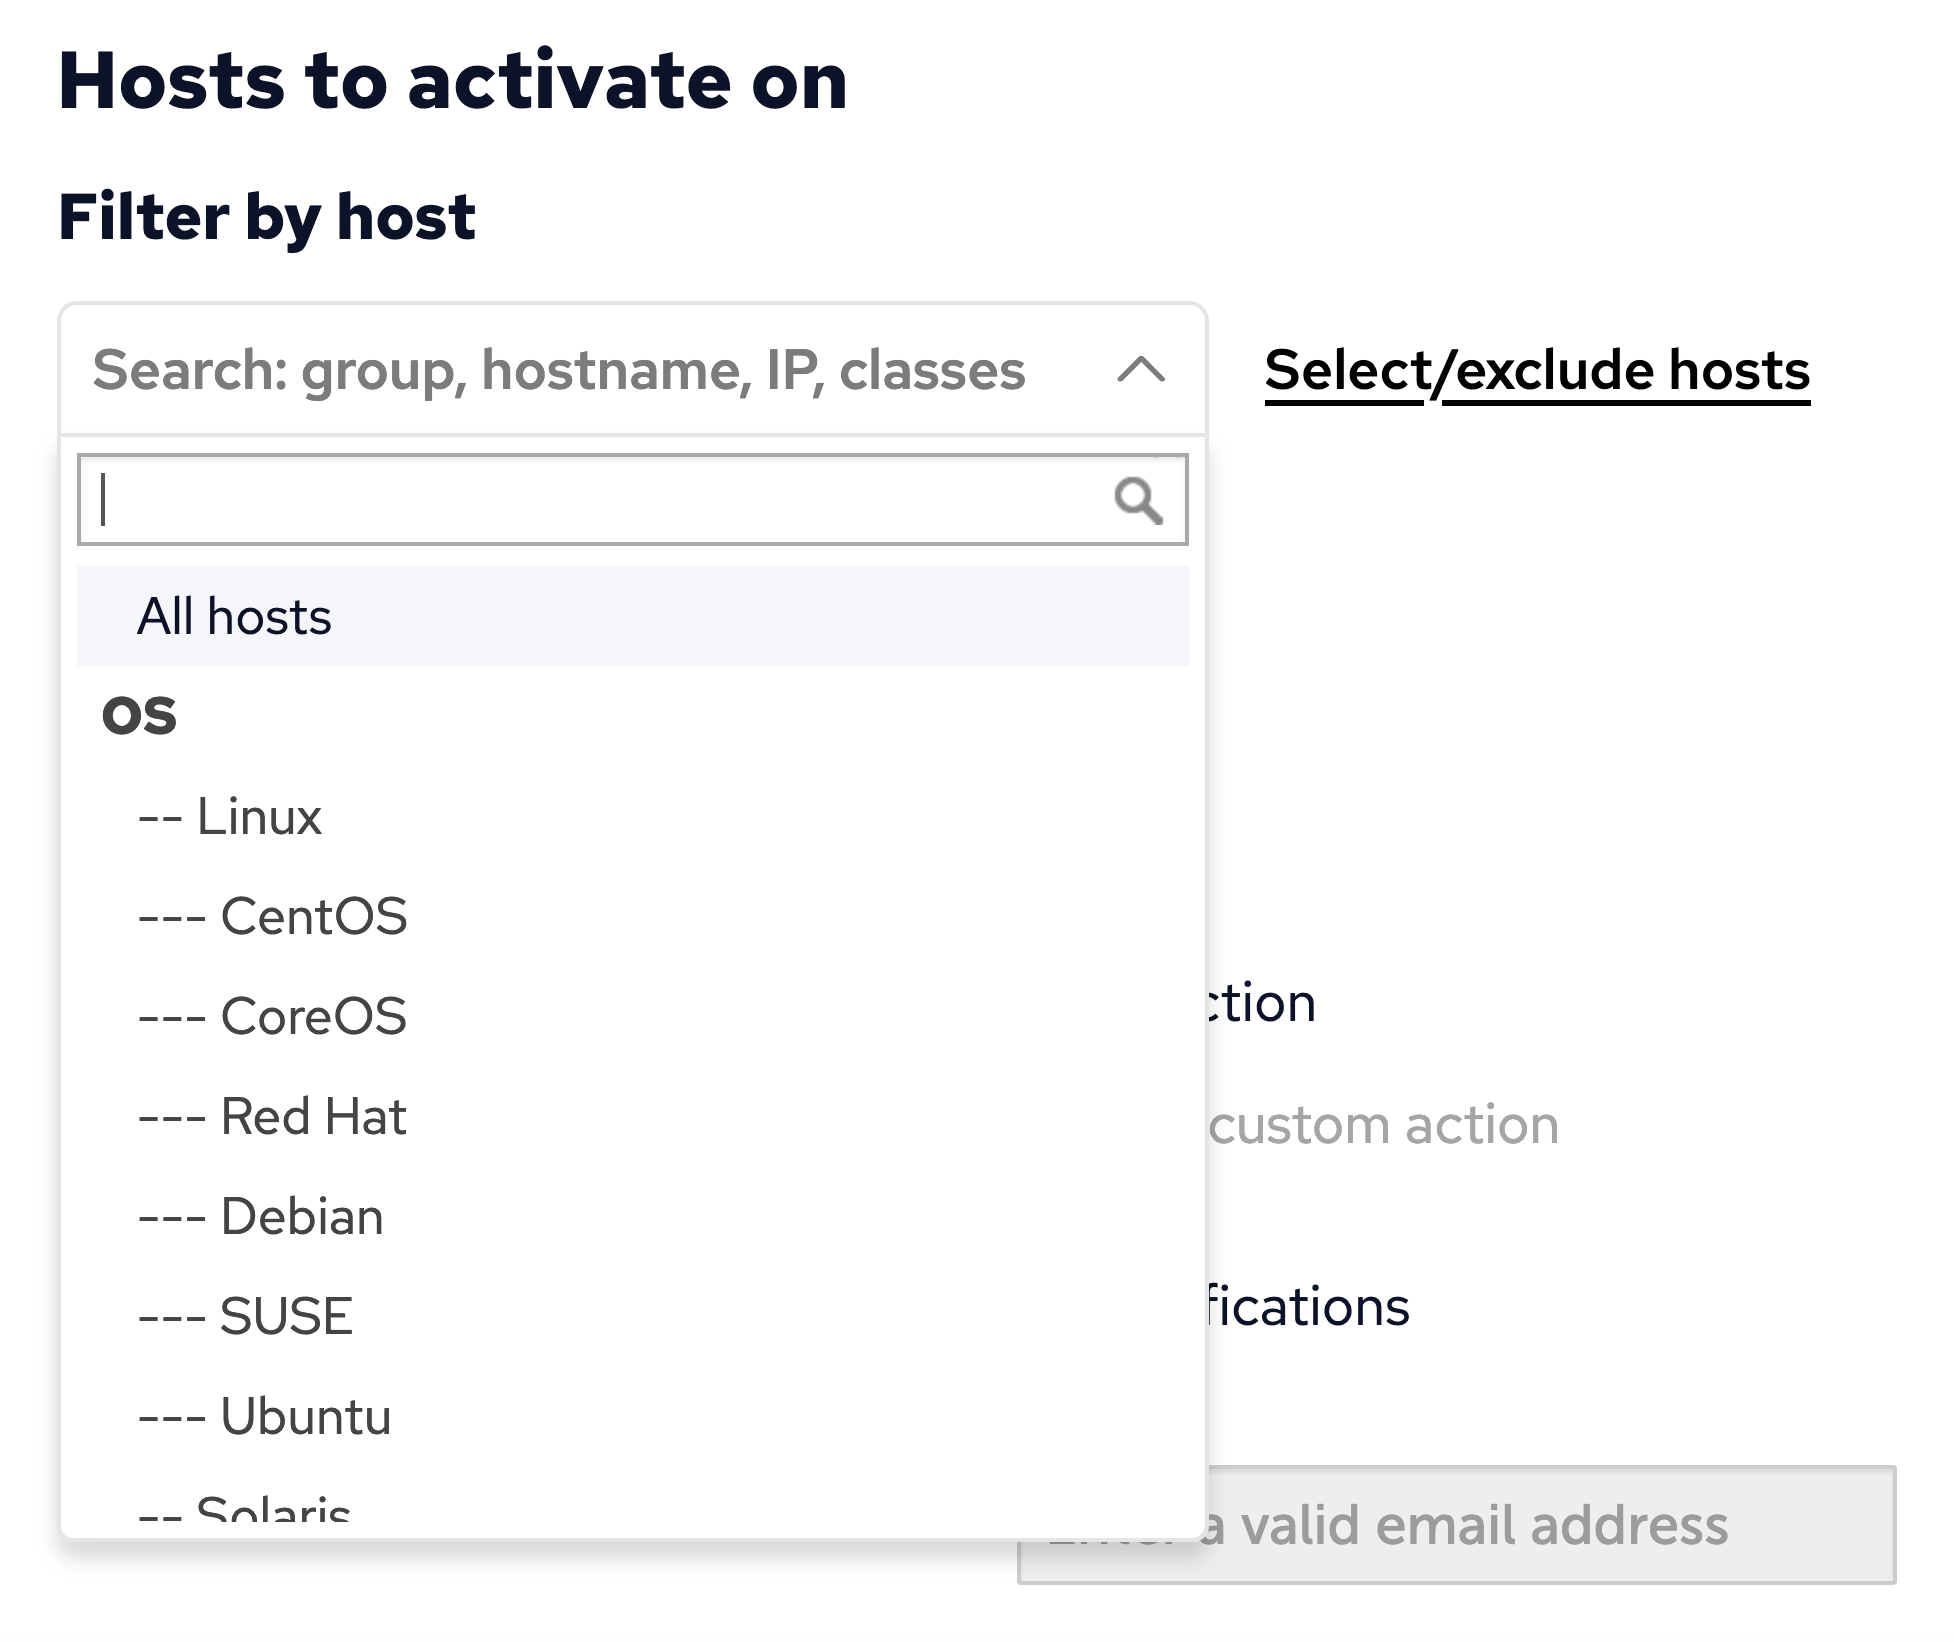 Hosts to activate on
Filter by host
Search: group, hostname, IP, classes
Select/exclude hosts
All hosts
OS
-- Linux
--- CentOS
--- CoreOS
--- Red Hat
ction
--- Debian
custom action
--- SUSE
fications
--- Ubuntu
-- Solaris
a valid email address